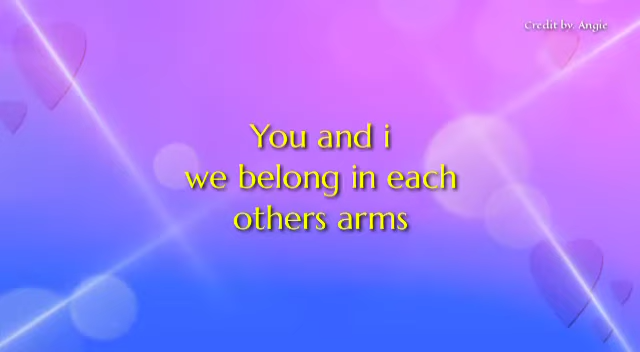 Credit by. Angie
You and i
we belong in each
others arms